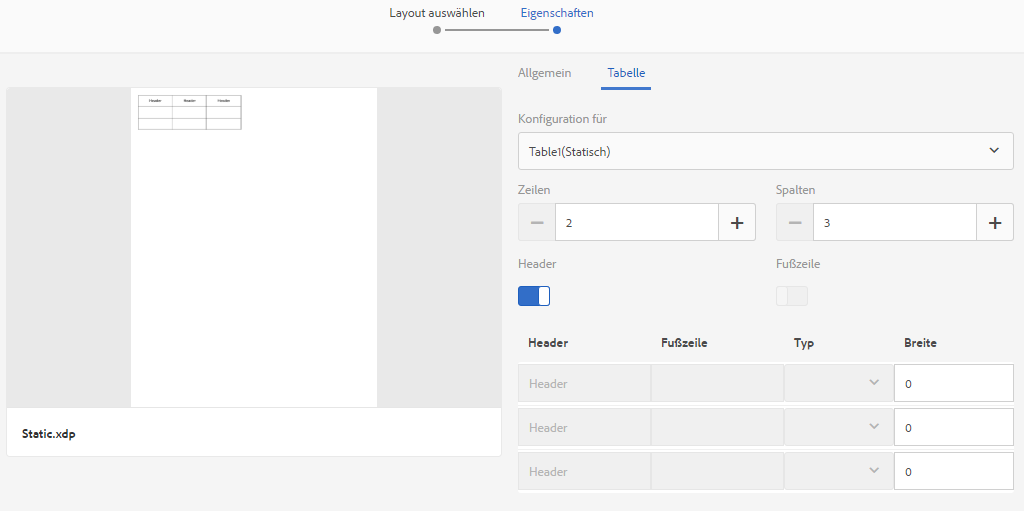 Layout auswählen Eigenschaften
Allgemein Tabelle
Header Header Header
Konfiguration für
Table1(Statisch)
Zeilen Spalten
2 3
Header Fußzeile
Header Fußzeile Typ Breite
Header 0
Header 0
Header 0
Static.xdp